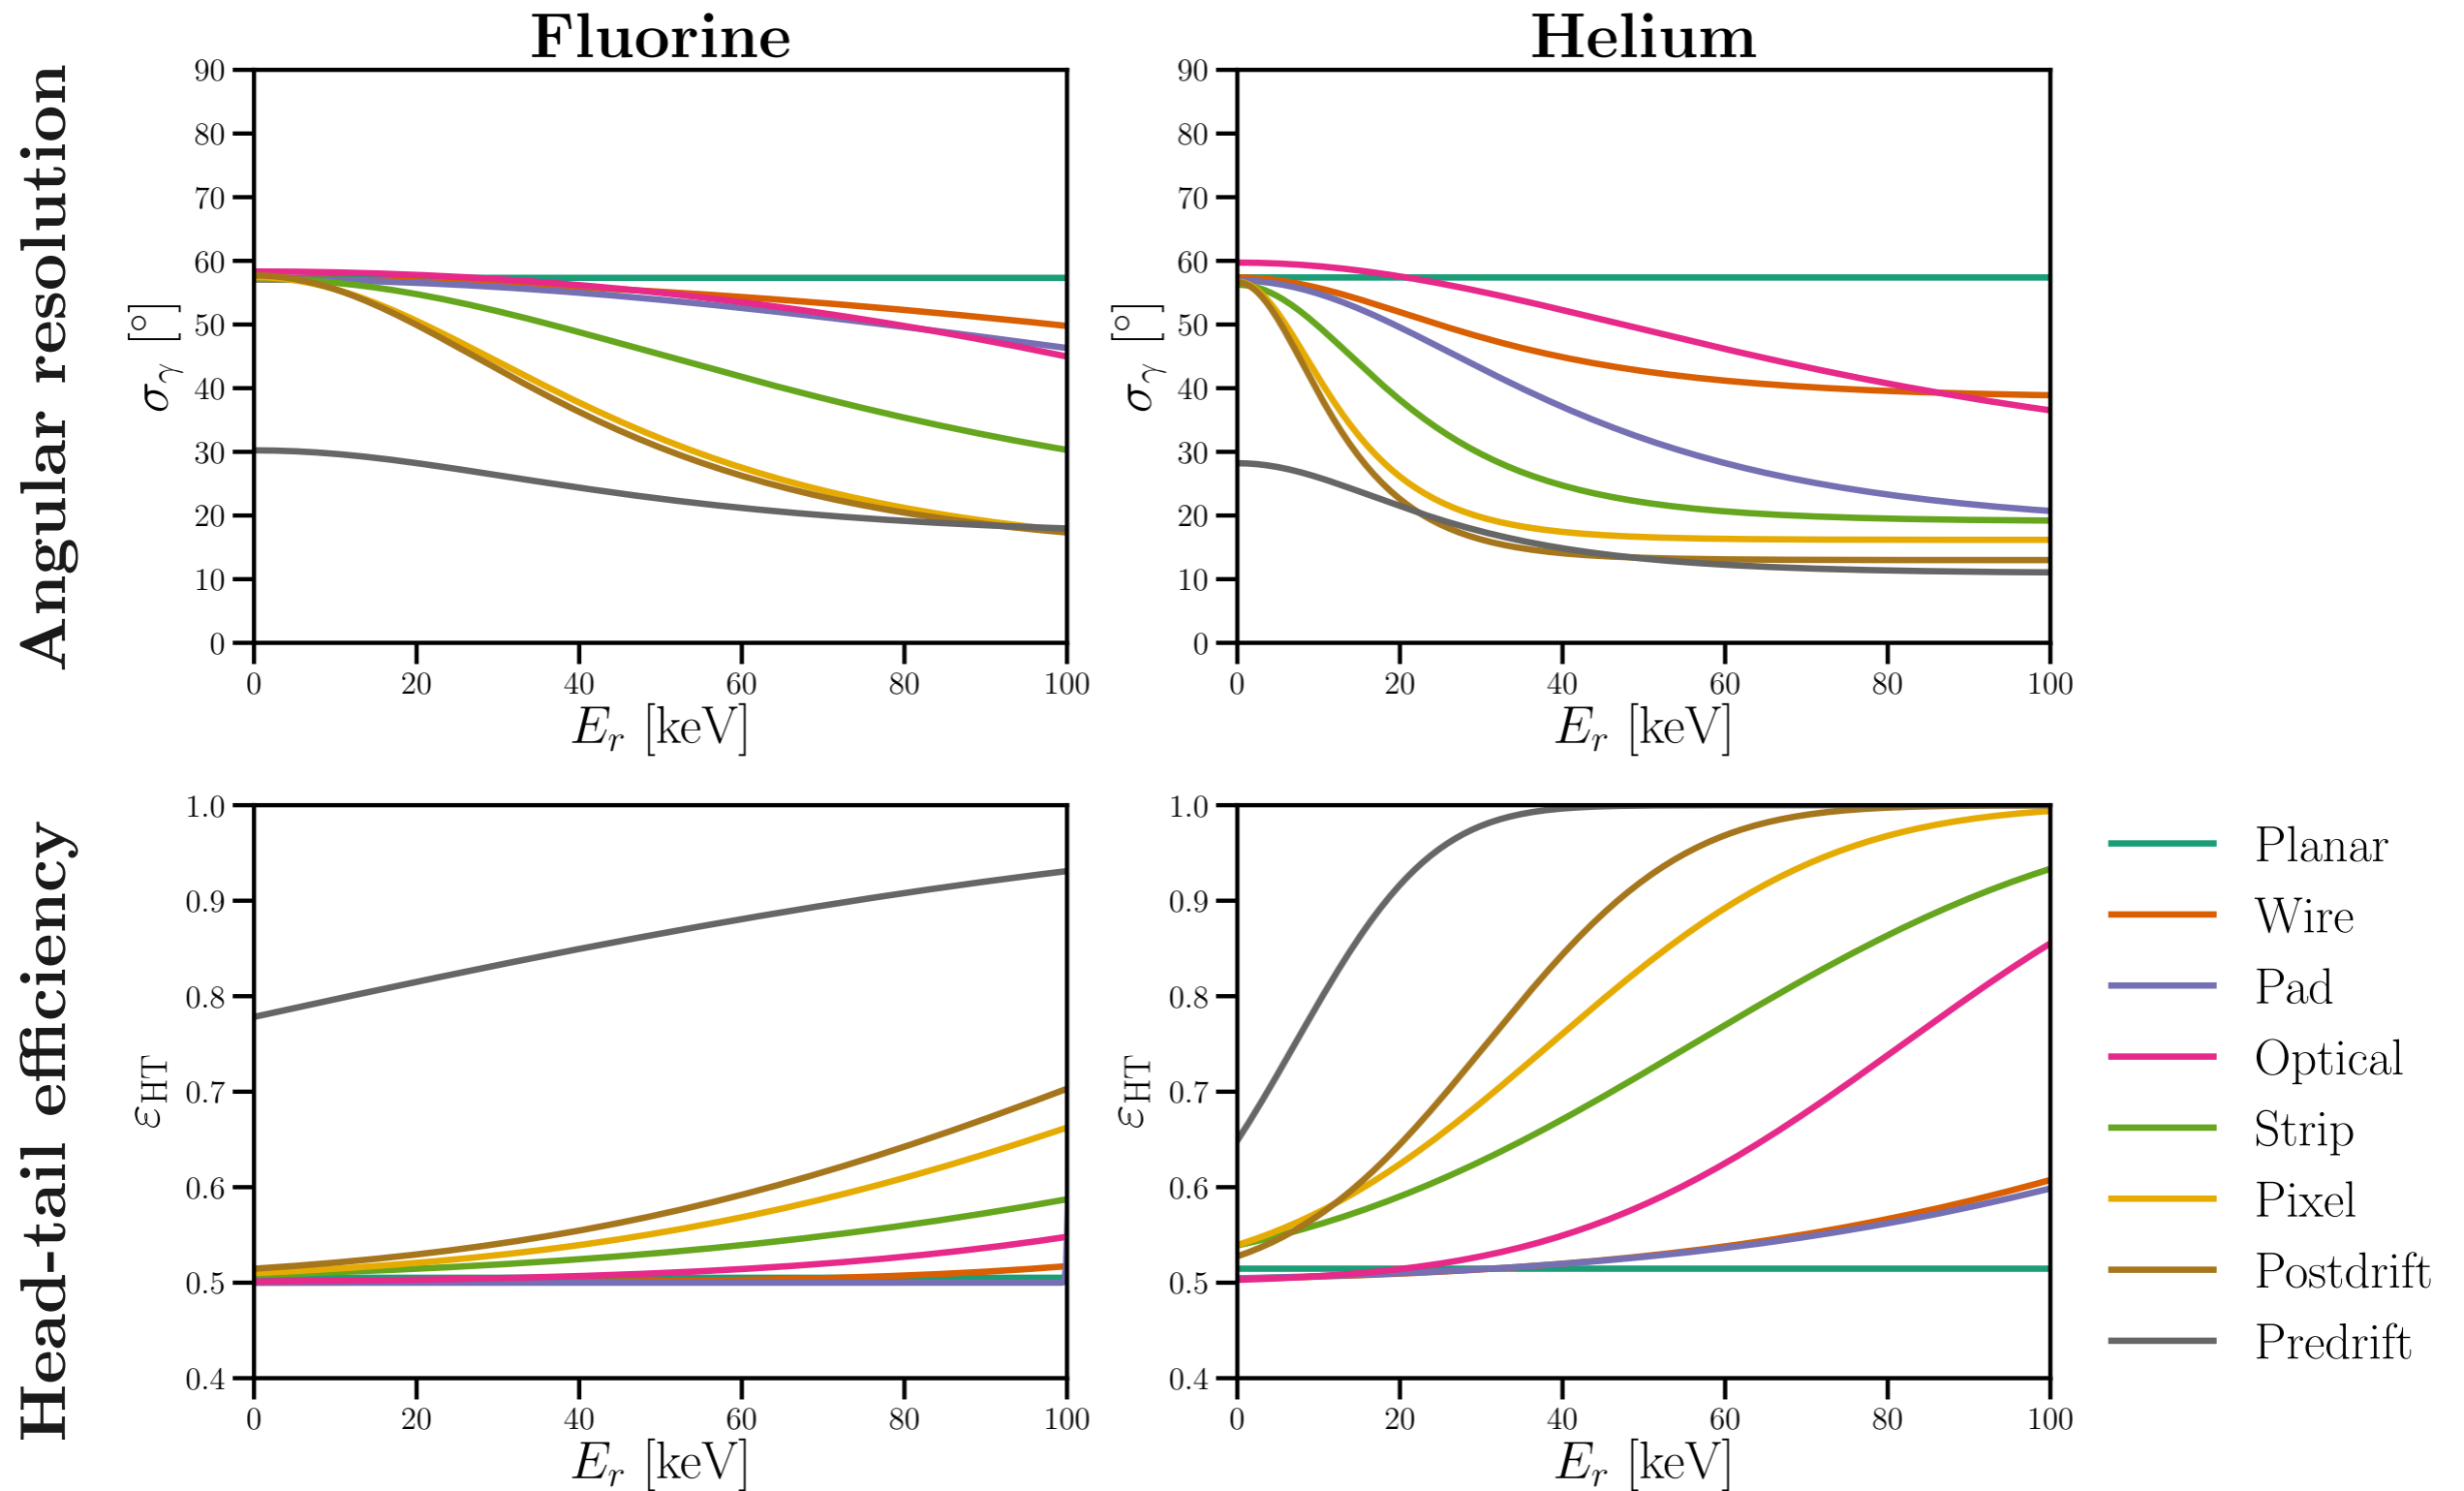 Fluorine
Helium
Angular resolution
90
80
70
60
50
40
30
20
10
0
σγ [°]
0 20 40 60 80 100
Er [keV]
90
80
70
60
50
40
30
20
10
0
σγ [°]
0 20 40 60 80 100
Er [keV]
Head-tail efficiency
1.0
0.9
0.8
0.7
0.6
0.5
0.4
εHT
0 20 40 60 80 100
Er [keV]
1.0
0.9
0.8
0.7
0.6
0.5
0.4
εHT
0 20 40 60 80 100
Er [keV]
Planar
Wire
Pad
Optical
Strip
Pixel
Postdrift
Predrift